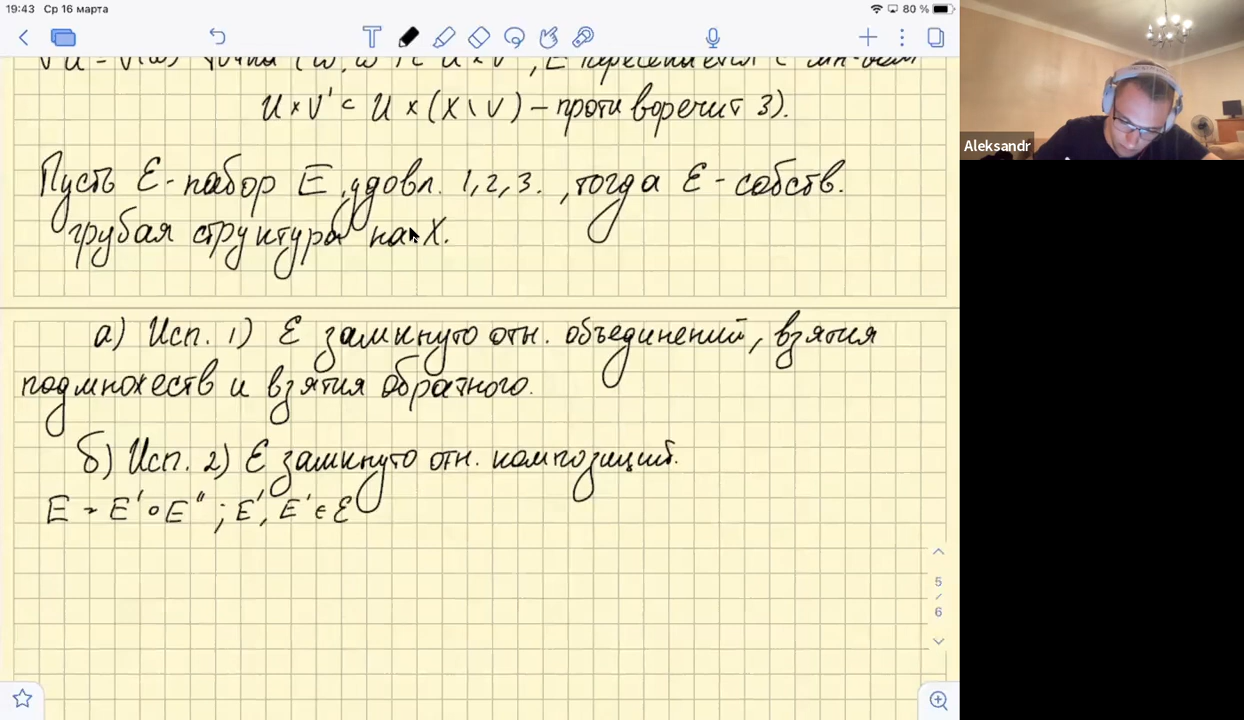 19:43 Ср 16 марта
80 %
U × V' ⊂ U × (X \ V) – противоречит 3).
Пусть ℰ - набор E, удовл. 1, 2, 3. , тогда ℰ - собств.
грубая структура на X.
а) Исп. 1) ℰ замкнуто отн. объединений, взятия
подмножеств и взятия обратного.
б) Исп. 2) ℰ замкнуто отн. композиций.
E = E' ∘ E" ; E', E' ∈ ℰ
5
/
6
Aleksandr